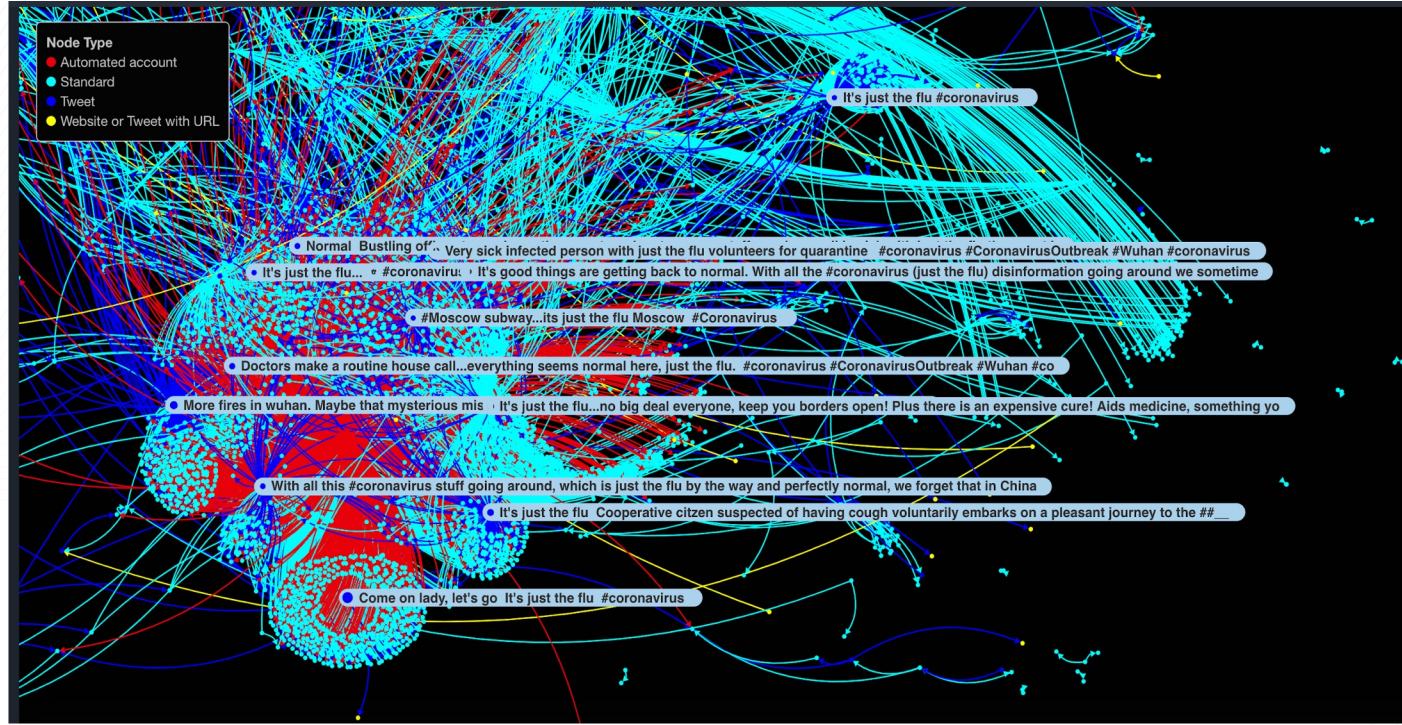 Node Type
Automated account
Standard
Tweet
Website or Tweet with URL
It's just the flu #coronavirus
Normal Bustling of
Very sick infected person with just the flu volunteers for quarantine #coronavirus #CoronavirusOutbreak #Wuhan #coronavirus
It's just the flu... #coronavirus
It's good things are getting back to normal. With all the #coronavirus (just the flu) disinformation going around we sometime
#Moscow subway...its just the flu Moscow #Coronavirus
Doctors make a routine house call...everything seems normal here, just the flu. #coronavirus #CoronavirusOutbreak #Wuhan #co
More fires in wuhan. Maybe that mysterious mis
It's just the flu...no big deal everyone, keep you borders open! Plus there is an expensive cure! Aids medicine, something yo
With all this #coronavirus stuff going around, which is just the flu by the way and perfectly normal, we forget that in China
It's just the flu Cooperative citzen suspected of having cough voluntarily embarks on a pleasant journey to the ##__
Come on lady, let's go It's just the flu #coronavirus